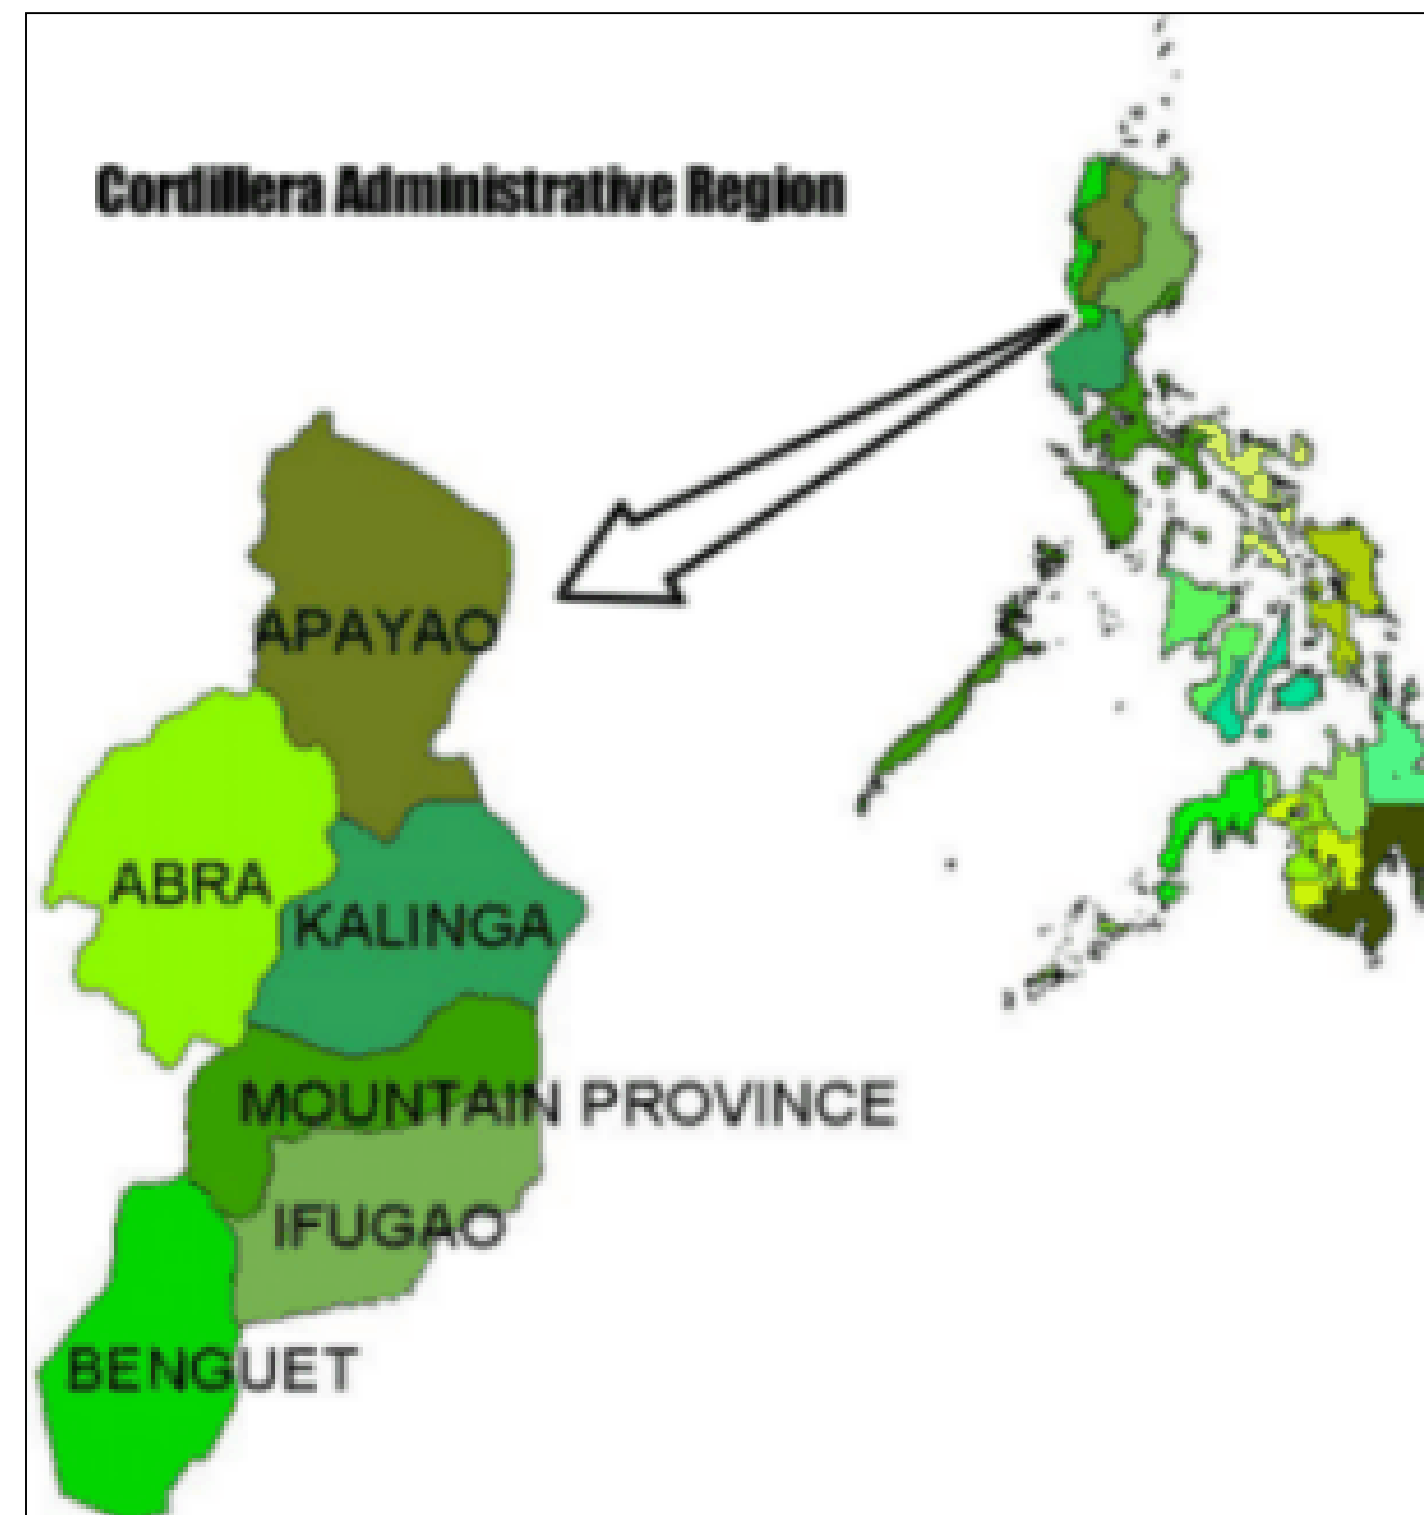 Cordillera Administrative Region
APAYAO
ABRA
KALINGA
MOUNTAIN PROVINCE
IFUGAO
BENGUET